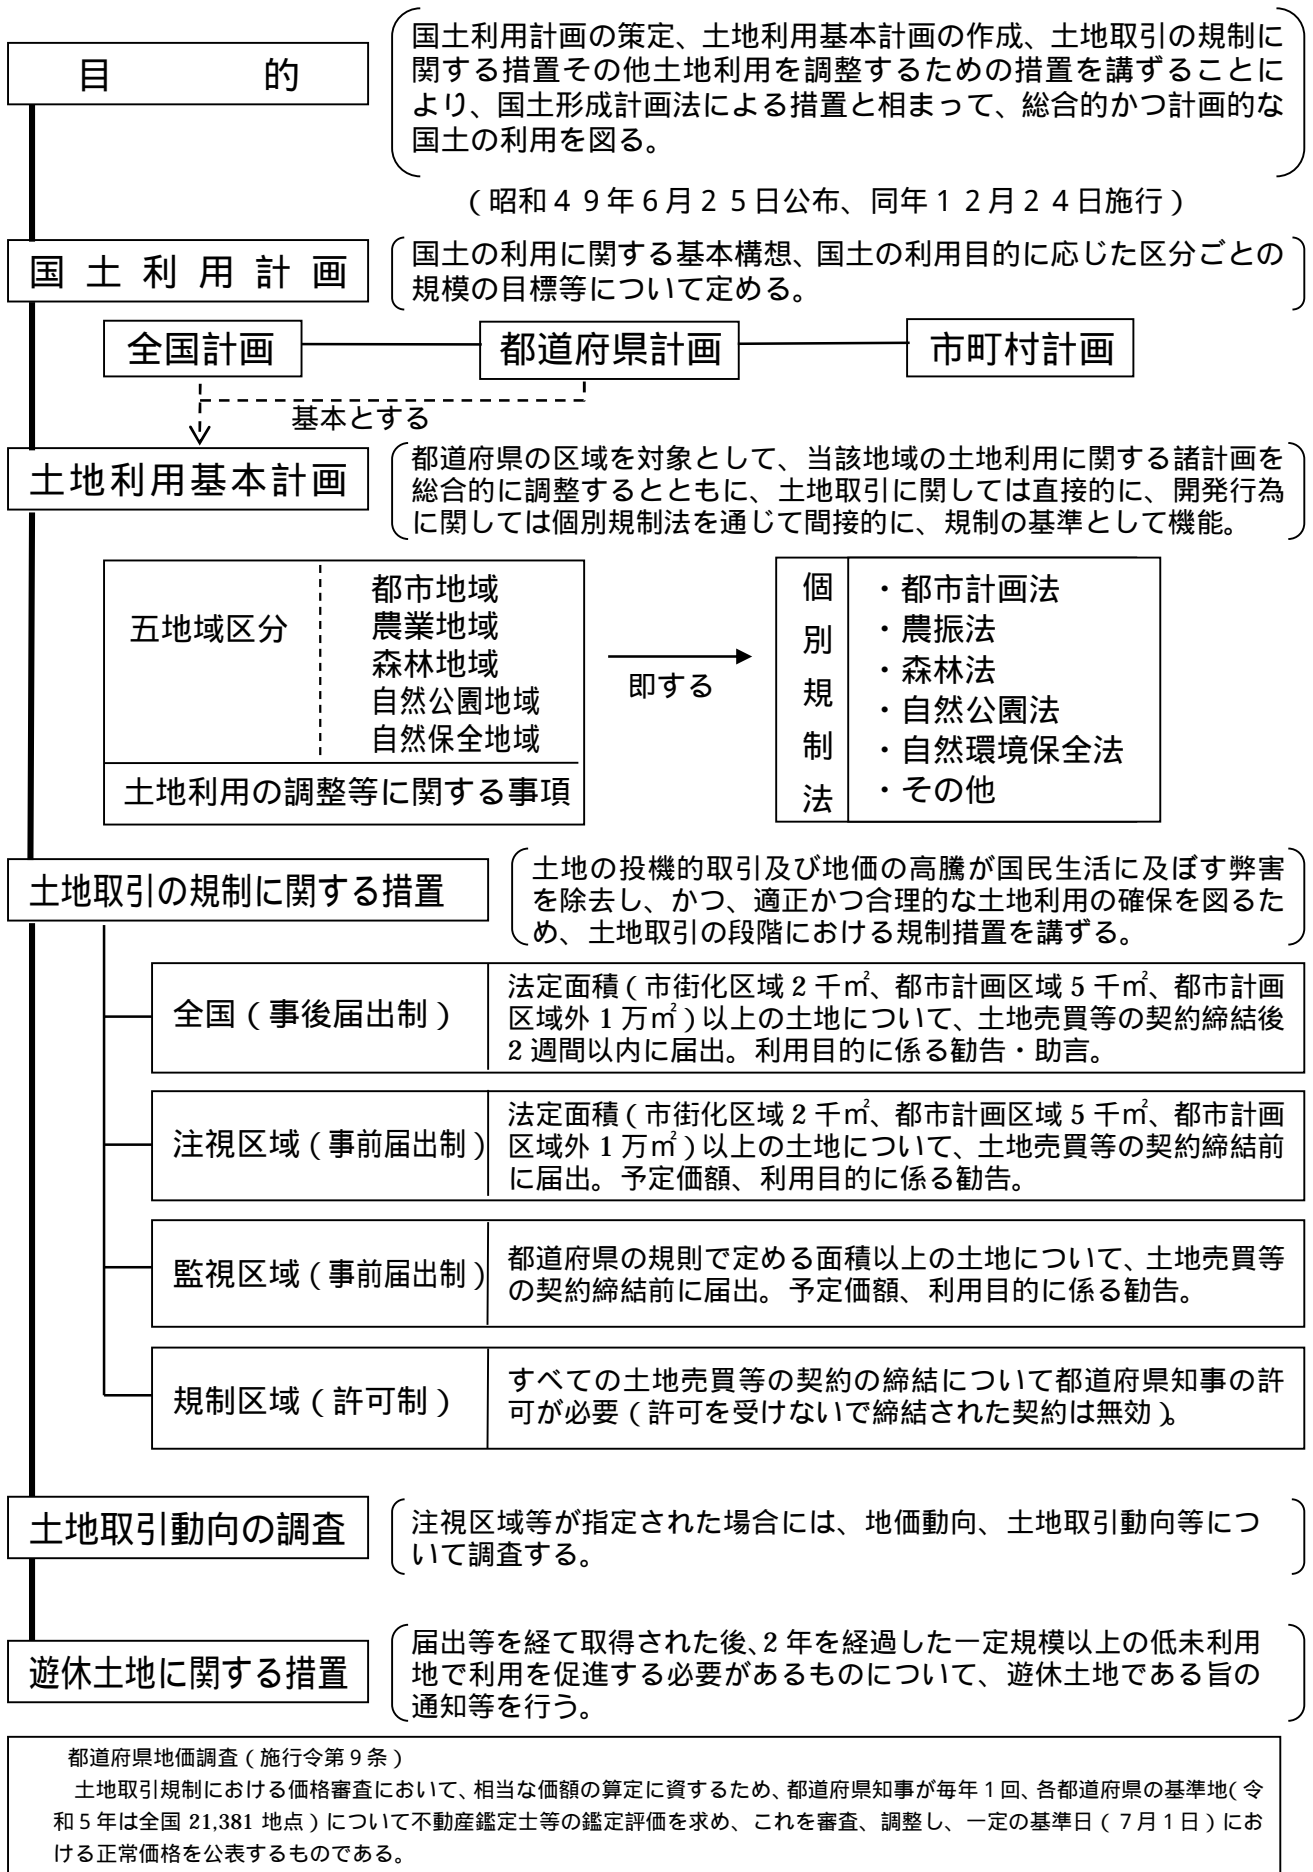 目　　　　的
国土利用計画の策定、土地利用基本計画の作成、土地取引の規制に
関する措置その他土地利用を調整するための措置を講ずることに
より、国土形成計画法による措置と相まって、総合的かつ計画的な
国土の利用を図る。
（昭和４９年６月２５日公布、同年１２月２４日施行）
国 土 利 用 計 画
国土の利用に関する基本構想、国土の利用目的に応じた区分ごとの
規模の目標等について定める。
全国計画
都道府県計画
市町村計画
基本とする
土地利用基本計画
都道府県の区域を対象として、当該地域の土地利用に関する諸計画を
総合的に調整するとともに、土地取引に関しては直接的に、開発行為
に関しては個別規制法を通じて間接的に、規制の基準として機能。
五地域区分
都市地域
農業地域
森林地域
自然公園地域
自然保全地域
土地利用の調整等に関する事項
即する
個
別
規
制
法
・都市計画法
・農振法
・森林法
・自然公園法
・自然環境保全法
・その他
土地取引の規制に関する措置
土地の投機的取引及び地価の高騰が国民生活に及ぼす弊害
を除去し、かつ、適正かつ合理的な土地利用の確保を図るた
め、土地取引の段階における規制措置を講ずる。
全国（事後届出制）
法定面積（市街化区域 2 千㎡、都市計画区域 5 千㎡、都市計画
区域外 1 万㎡）以上の土地について、土地売買等の契約締結後
2 週間以内に届出。利用目的に係る勧告・助言。
注視区域（事前届出制）
法定面積（市街化区域 2 千㎡、都市計画区域 5 千㎡、都市計画
区域外 1 万㎡）以上の土地について、土地売買等の契約締結前
に届出。予定価額、利用目的に係る勧告。
監視区域（事前届出制）
都道府県の規則で定める面積以上の土地について、土地売買等
の契約締結前に届出。予定価額、利用目的に係る勧告。
規制区域（許可制）
すべての土地売買等の契約の締結について都道府県知事の許
可が必要（許可を受けないで締結された契約は無効）。
土地取引動向の調査
注視区域等が指定された場合には、地価動向、土地取引動向等につ
いて調査する。
遊休土地に関する措置
届出等を経て取得された後、2 年を経過した一定規模以上の低未利用
地で利用を促進する必要があるものについて、遊休土地である旨の
通知等を行う。
都道府県地価調査（施行令第９条）
土地取引規制における価格審査において、相当な価額の算定に資するため、都道府県知事が毎年１回、各都道府県の基準地（令
和５年は全国 21,381 地点）について不動産鑑定士等の鑑定評価を求め、これを審査、調整し、一定の基準日（７月１日）にお
ける正常価格を公表するものである。